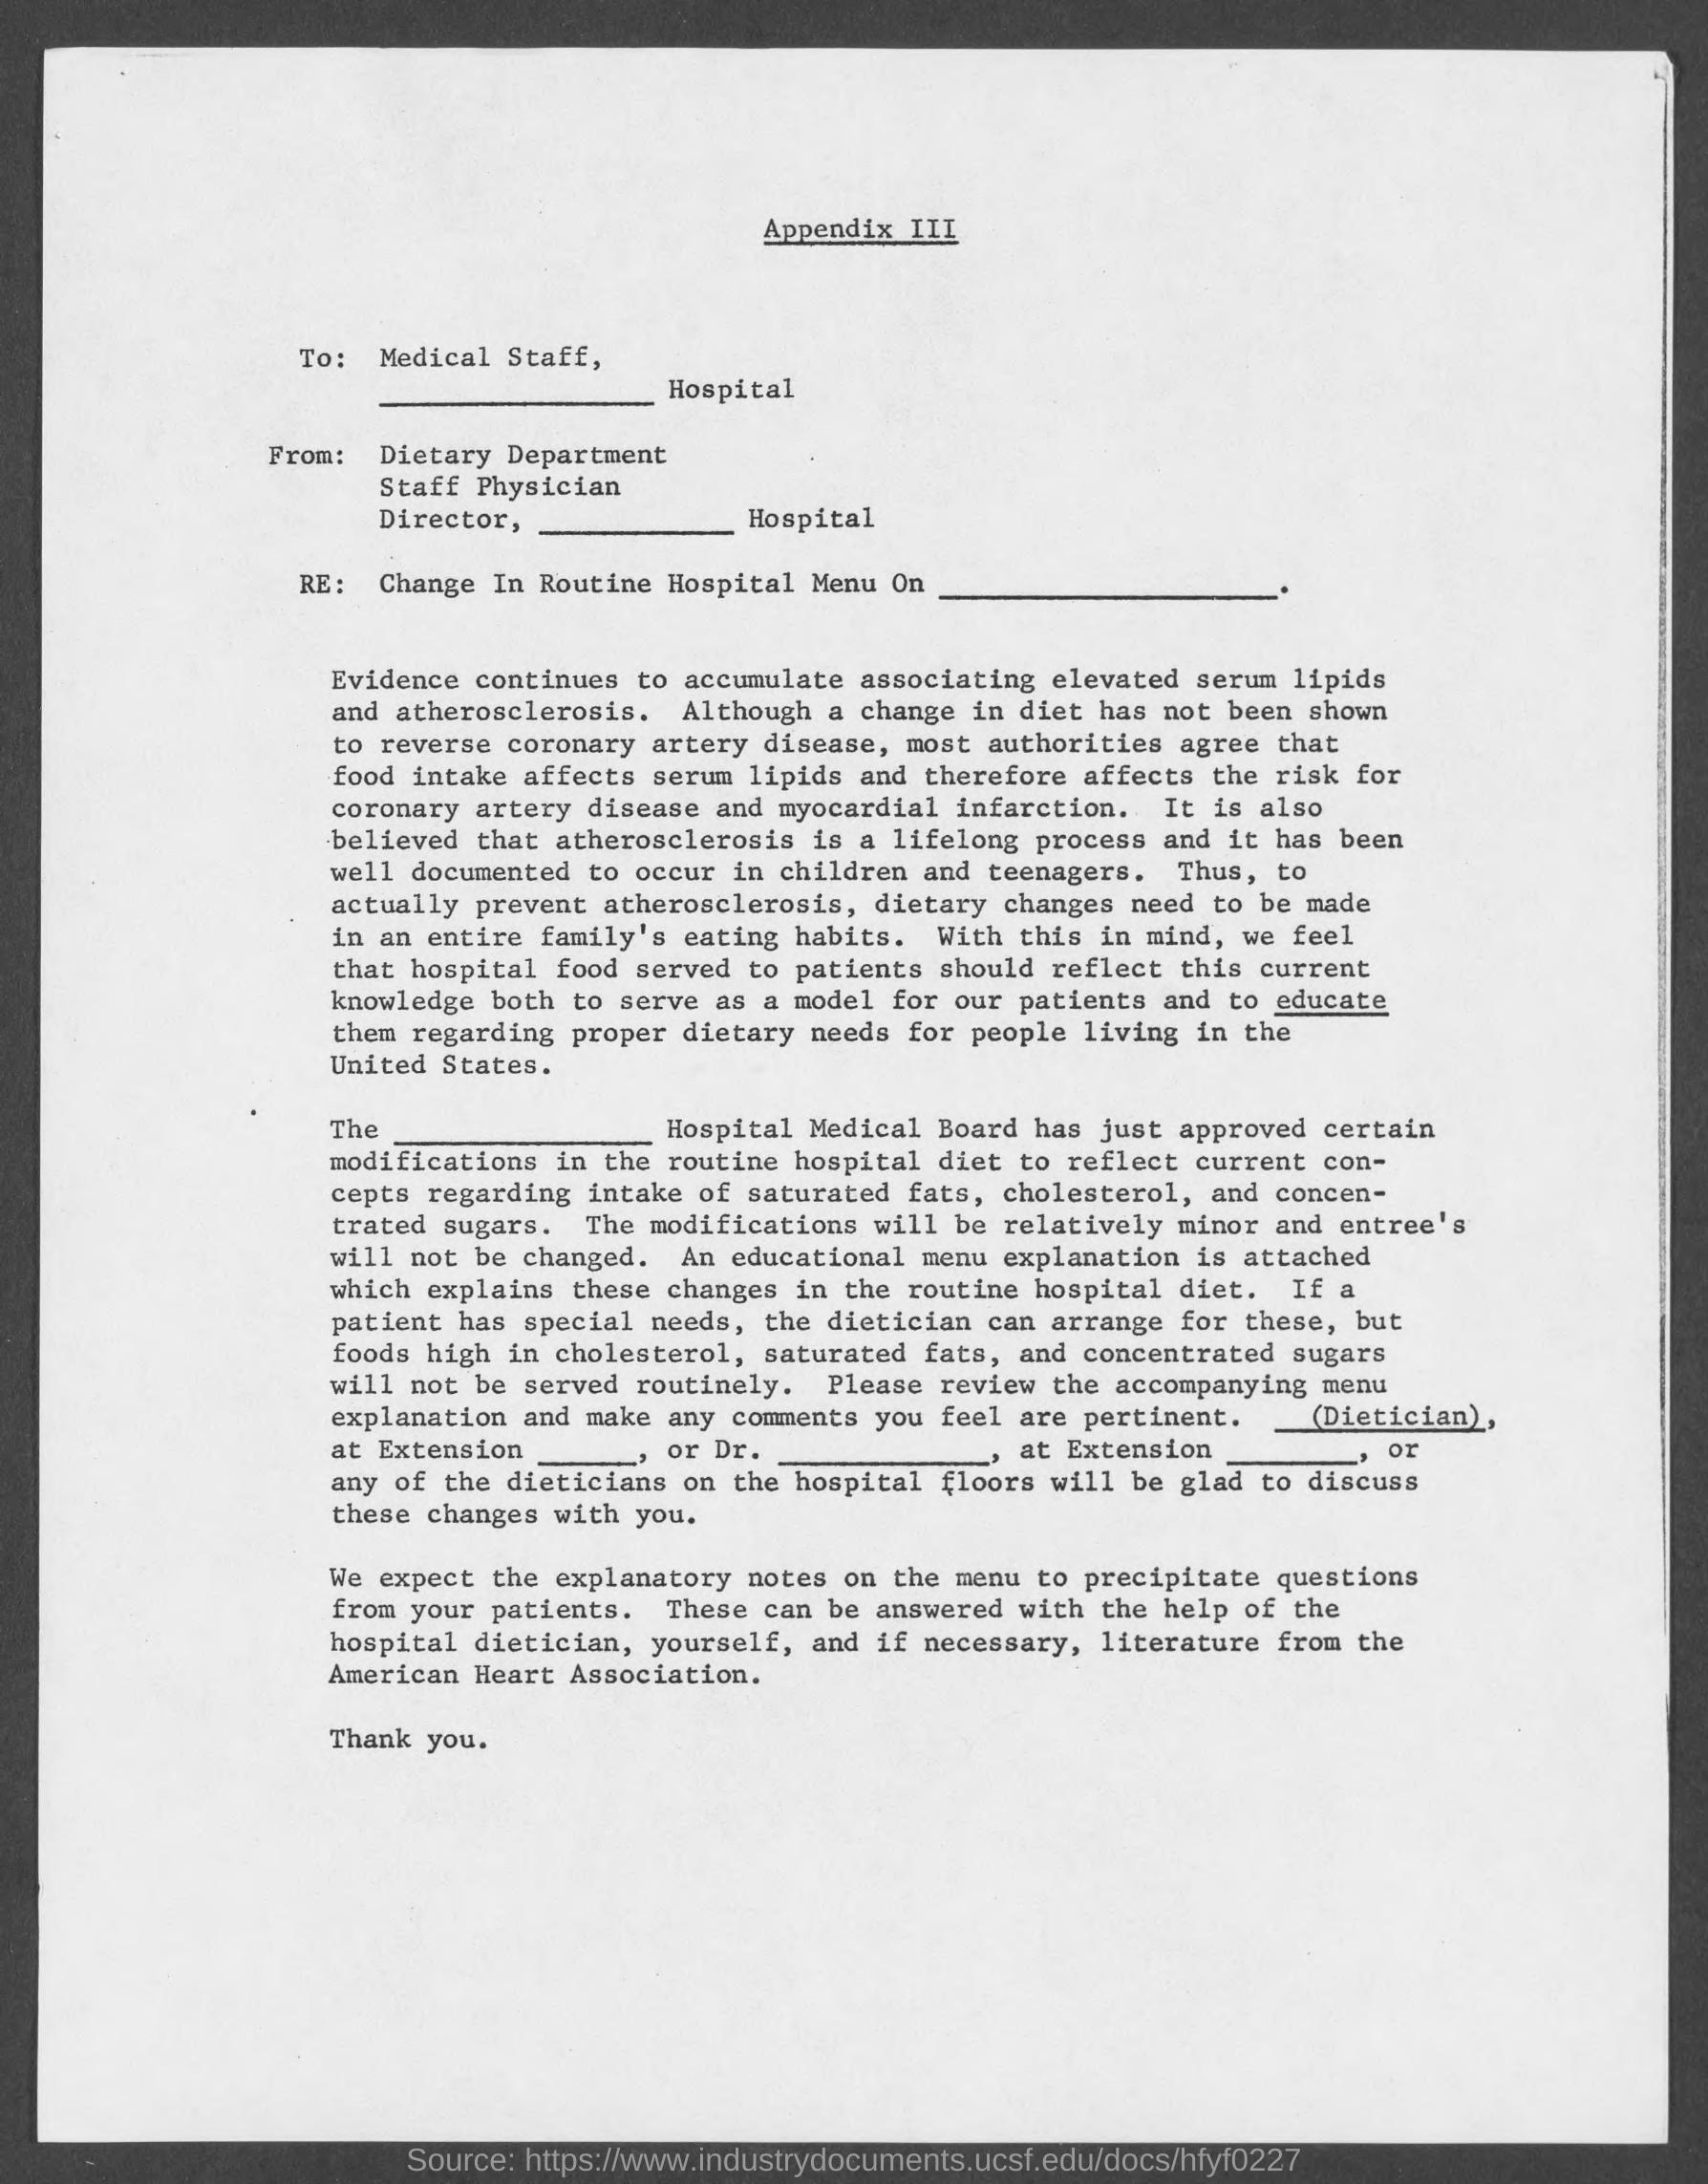 Appendix III
To: Medical Staff,
_______________ Hospital
From: Dietary Department
Staff Physician
Director, ___________ Hospital
RE: Change In Routine Hospital Menu On ___________________.
Evidence continues to accumulate associating elevated serum lipids
and atherosclerosis. Although a change in diet has not been shown
to reverse coronary artery disease, most authorities agree that
food intake affects serum lipids and therefore affects the risk for
coronary artery disease and myocardial infarction. It is also
believed that atherosclerosis is a lifelong process and it has been
well documented to occur in children and teenagers. Thus, to
actually prevent atherosclerosis, dietary changes need to be made
in an entire family's eating habits. With this in mind, we feel
that hospital food served to patients should reflect this current
knowledge both to serve as a model for our patients and to educate
them regarding proper dietary needs for people living in the
United States.
The ______________ Hospital Medical Board has just approved certain
modifications in the routine hospital diet to reflect current con-
cepts regarding intake of saturated fats, cholesterol, and concen-
trated sugars. The modifications will be relatively minor and entree's
will not be changed. An educational menu explanation is attached
which explains these changes in the routine hospital diet. If a
patient has special needs, the dietician can arrange for these, but
foods high in cholesterol, saturated fats, and concentrated sugars
will not be served routinely. Please review the accompanying menu
explanation and make any comments you feel are pertinent. __(Dietician),
at Extension ______, or Dr. _____________, at Extension ________, or
any of the dieticians on the hospital floors will be glad to discuss
these changes with you.
We expect the explanatory notes on the menu to precipitate questions
from your patients. These can be answered with the help of the
hospital dietician, yourself, and if necessary, literature from the
American Heart Association.
Thank you.
Source: https://www.industrydocuments.ucsf.edu/docs/hfyf0227